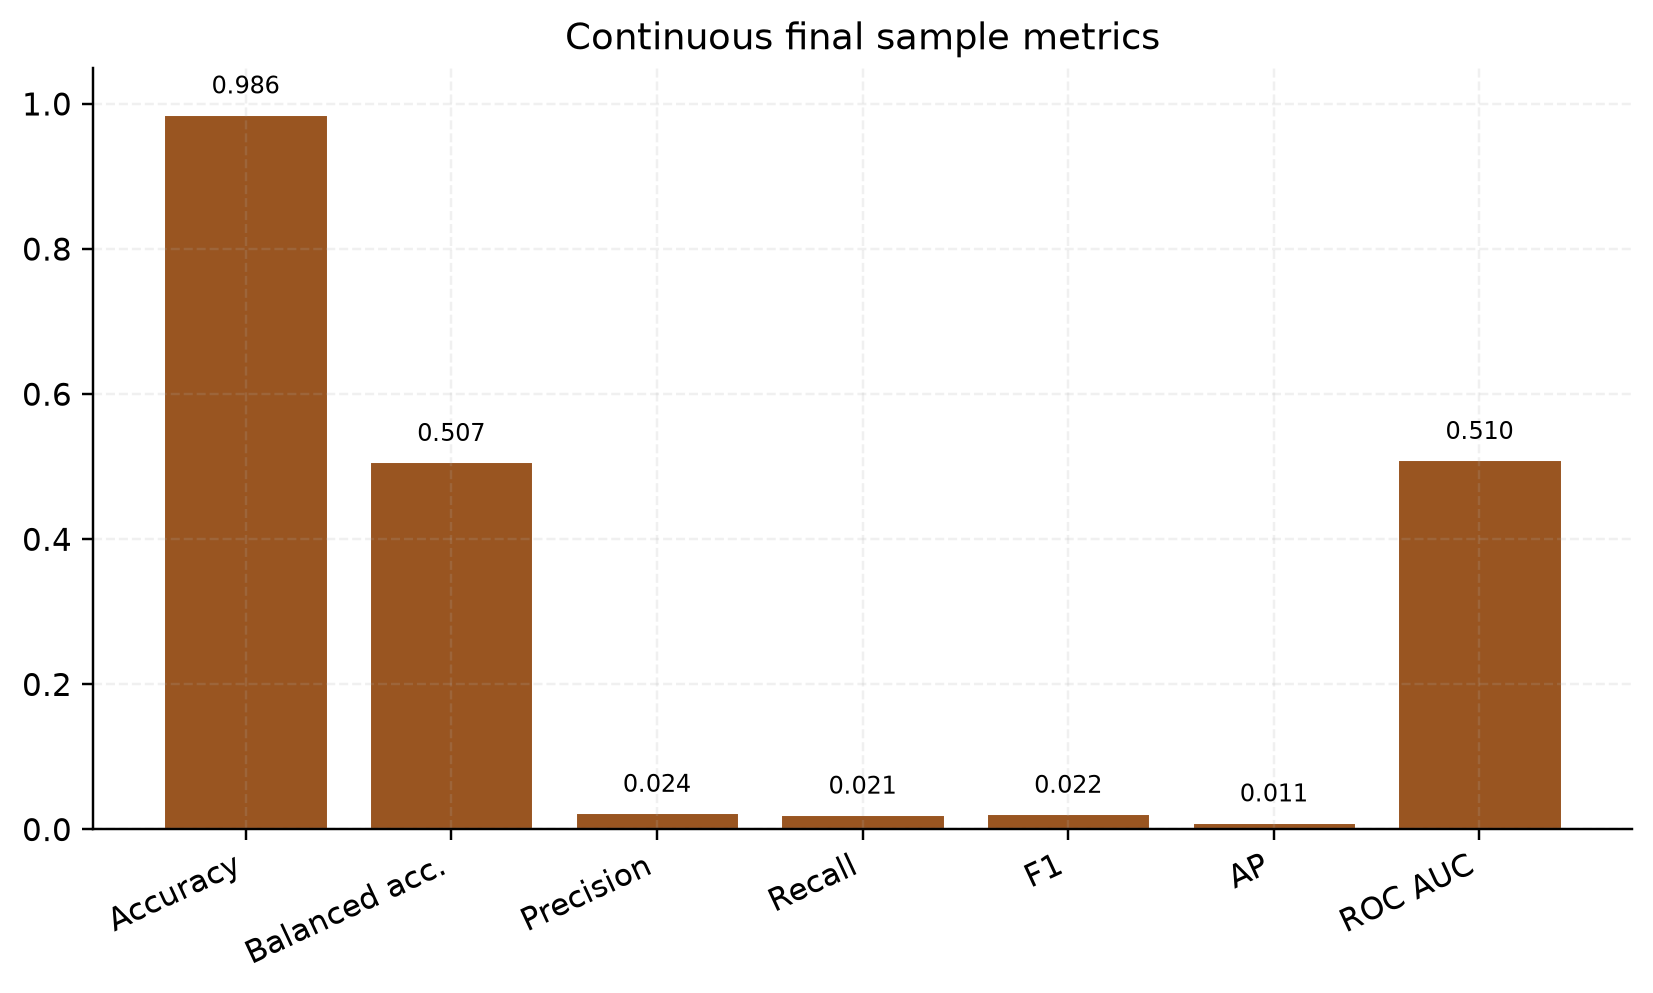 Continuous final sample metrics
1.0
0.8
0.6
0.4
0.2
0.0
0.986
0.507
0.024
0.021
0.022
0.011
0.510
Accuracy
Balanced acc.
Precision
Recall
F1
AP
ROC AUC